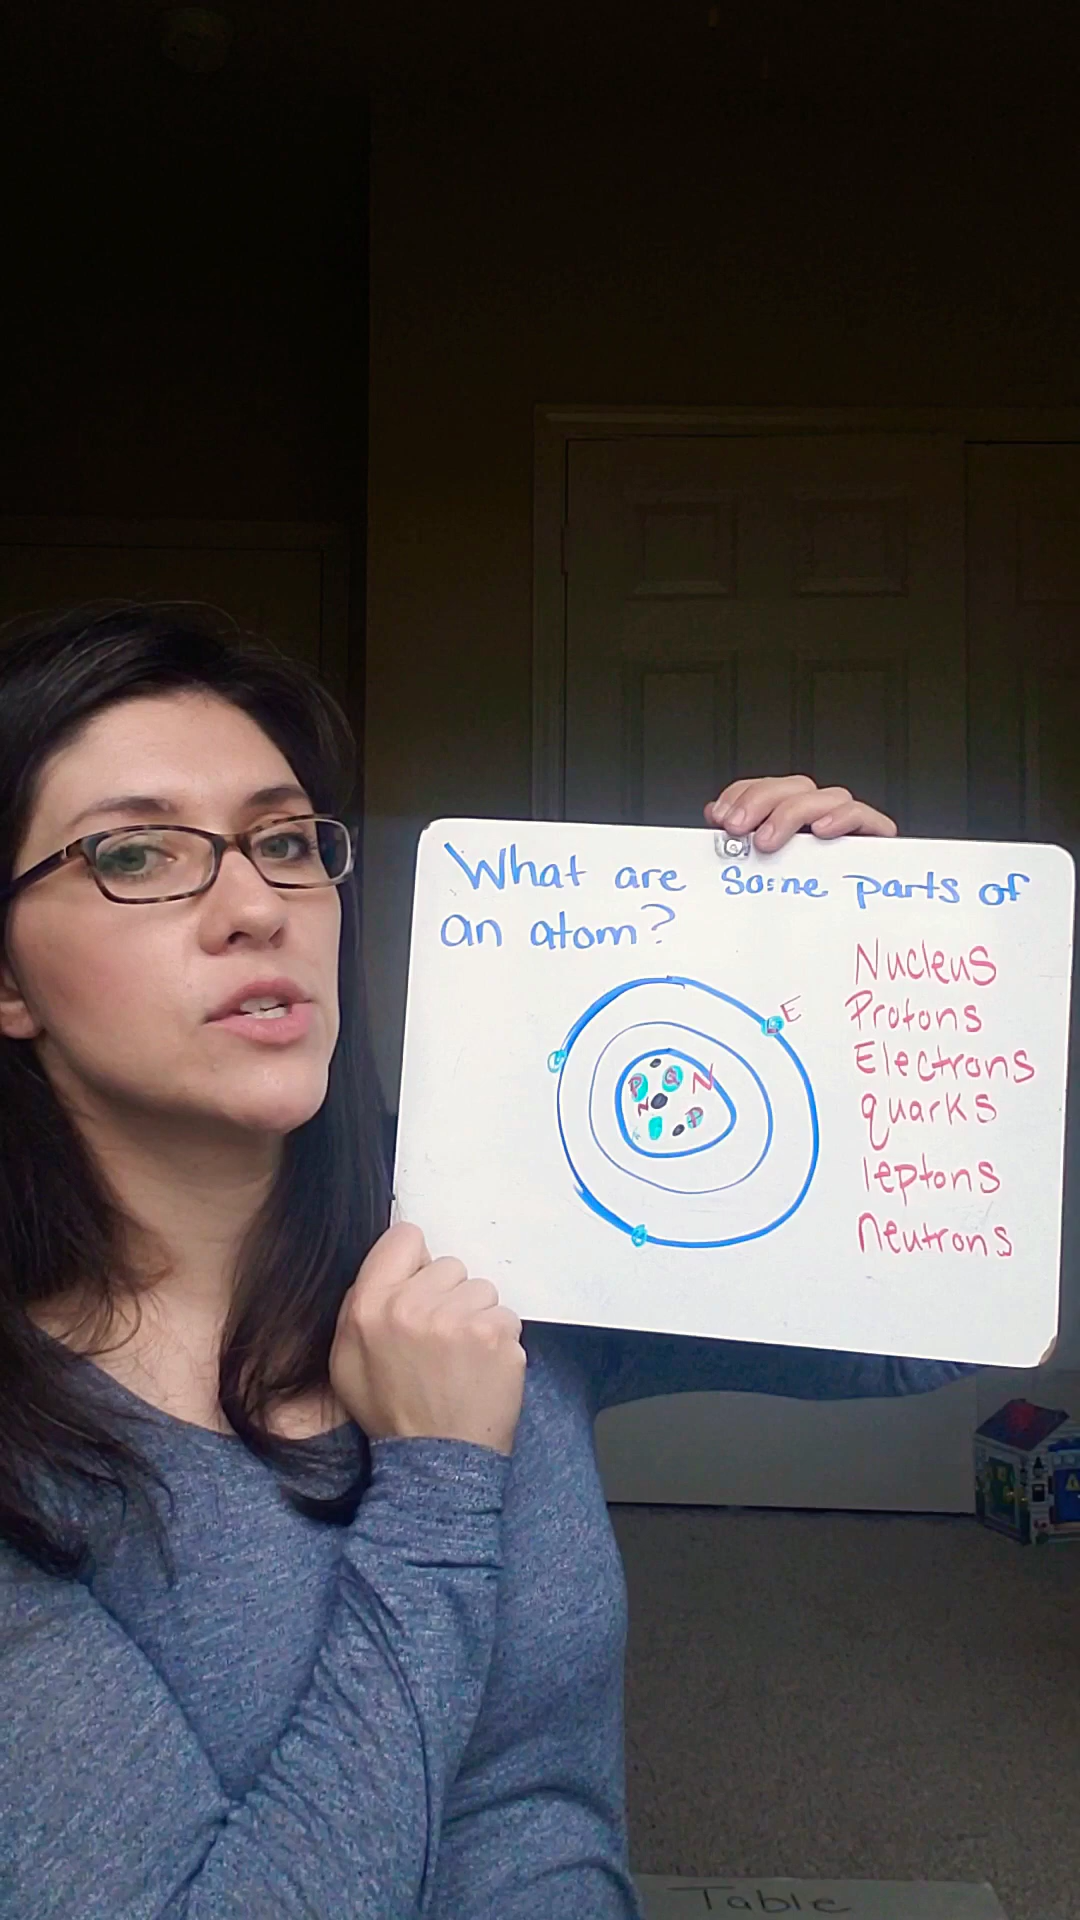 What are some parts of
an atom?
Nucleus
Protons
Electrons
quarks
leptons
neutrons
E
P
Q
N
N
P
Table